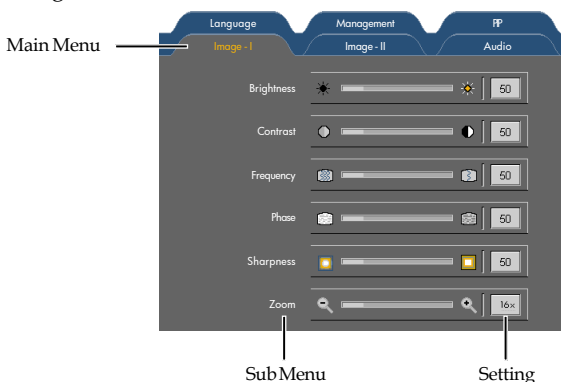 Language Management PIP
Main Menu Image - I Image - II Audio
Brightness 50
Contrast 50
Frequency 50
Phase 50
Sharpness 50
Zoom 16x
Sub Menu Setting